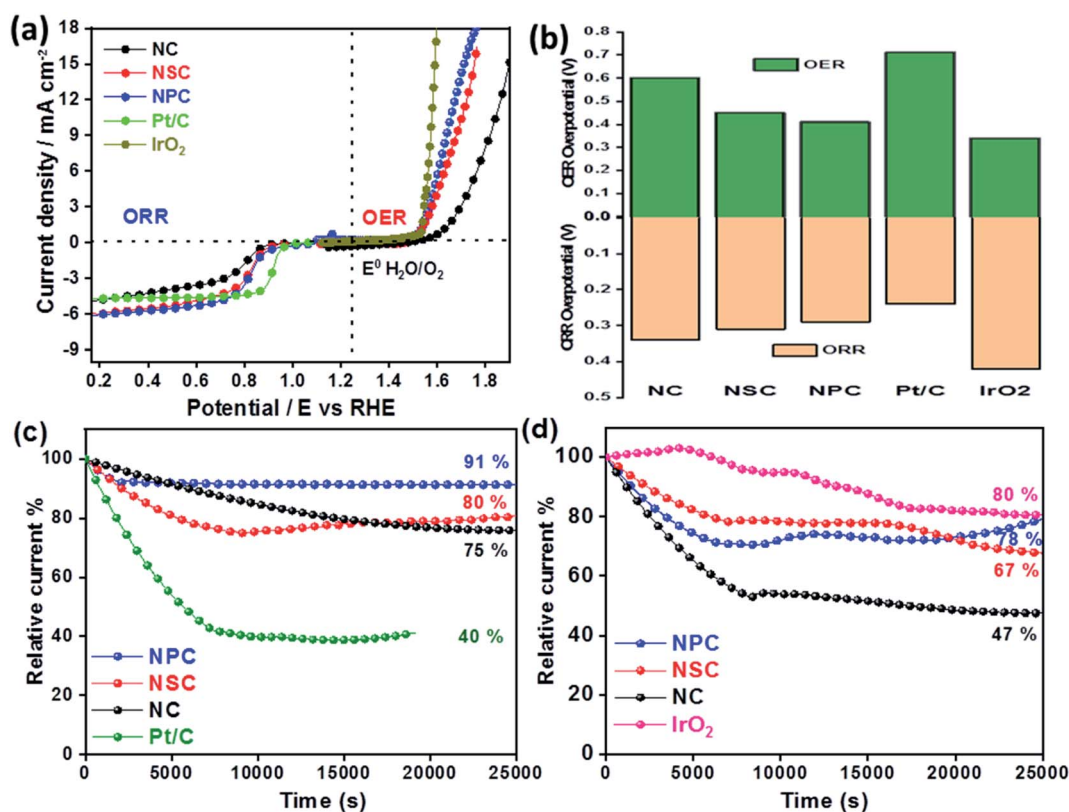 (a)
18
15
12
9
6
3
0
-3
-6
-9
Current density / mA cm⁻²
NC
NSC
NPC
Pt/C
IrO₂
ORR
OER
E⁰ H₂O/O₂
0.2 0.4 0.6 0.8 1.0 1.2 1.4 1.6 1.8
Potential / E vs RHE
(b)
OER Overpotential (V)
0.8
0.7
0.6
0.5
0.4
0.3
0.2
0.1
0.0
0.1
0.2
0.3
0.4
0.5
ORR Overpotential (V)
OER
ORR
NC NSC NPC Pt/C IrO2
(c)
100
80
60
40
20
0
Relative current %
91 %
80 %
75 %
40 %
NPC
NSC
NC
Pt/C
0 5000 10000 15000 20000 25000
Time (s)
(d)
100
80
60
40
20
0
Relative current %
80 %
78 %
67 %
47 %
NPC
NSC
NC
IrO₂
0 5000 10000 15000 20000 25000
Time (s)